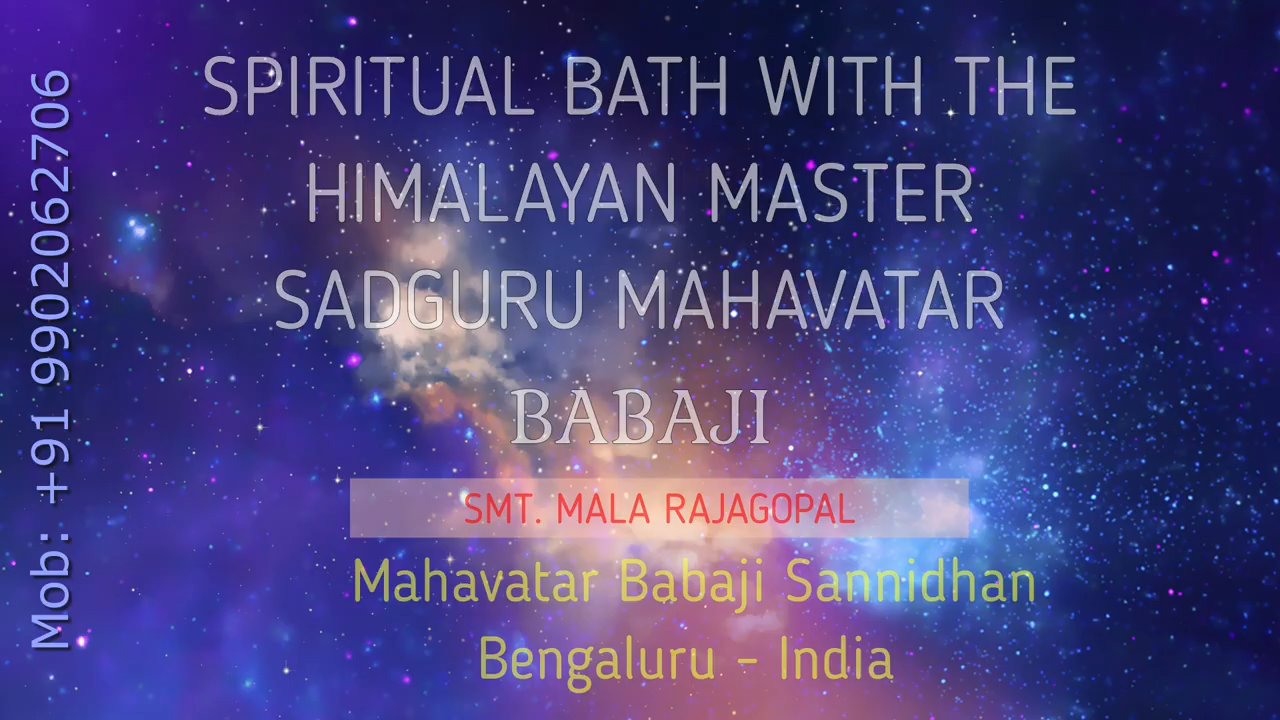 SPIRITUAL BATH WITH THE
HIMALAYAN MASTER
SADGURU MAHAVATAR
BABAJI
SMT. MALA RAJAGOPAL
Mahavatar Babaji Sannidhan
Bengaluru - India
Mob: +91 9902062706